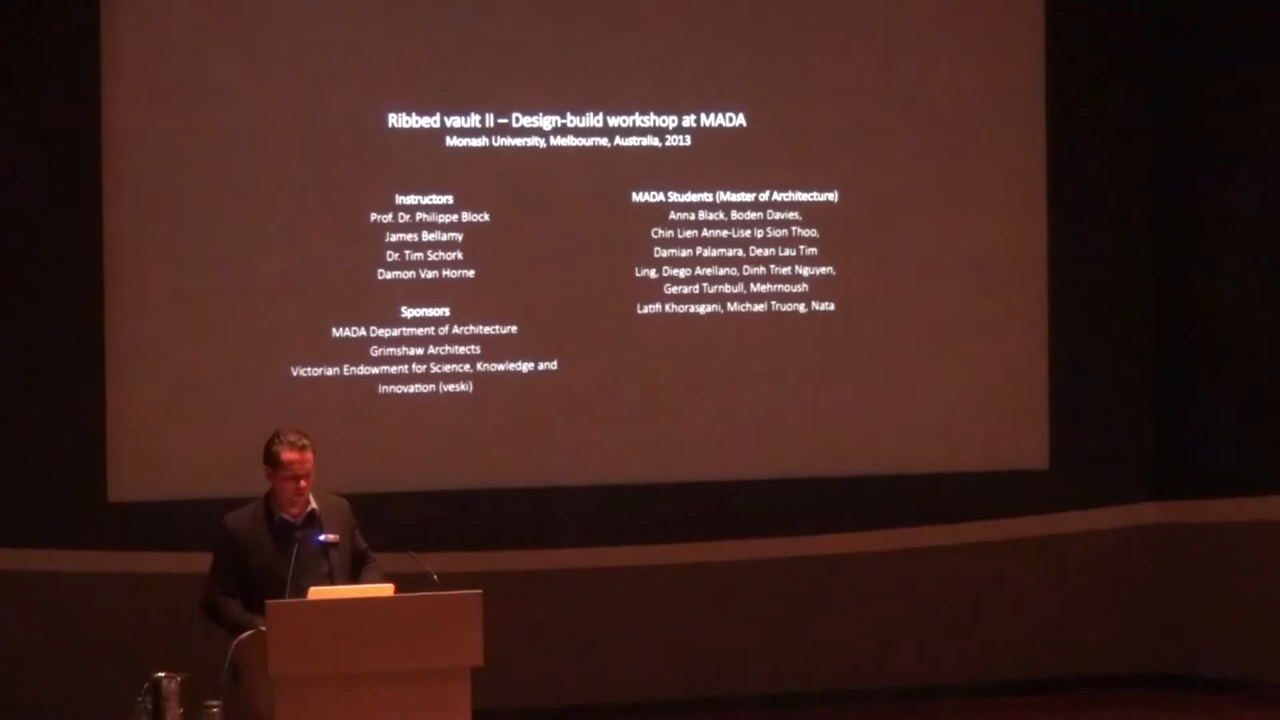 Ribbed vault II – Design-build workshop at MADA
Monash University, Melbourne, Australia, 2013
Instructors
Prof. Dr. Philippe Block
James Bellamy
Dr. Tim Schork
Damon Van Horne
Sponsors
MADA Department of Architecture
Grimshaw Architects
Victorian Endowment for Science, Knowledge and
Innovation (veski)
MADA Students (Master of Architecture)
Anna Black, Boden Davies,
Chin Lien Anne-Lise Ip Sion Thoo,
Damian Palamara, Dean Lau Tim
Ling, Diego Arellano, Dinh Triet Nguyen,
Gerard Turnbull, Mehrnoush
Latifi Khorasgani, Michael Truong, Nata